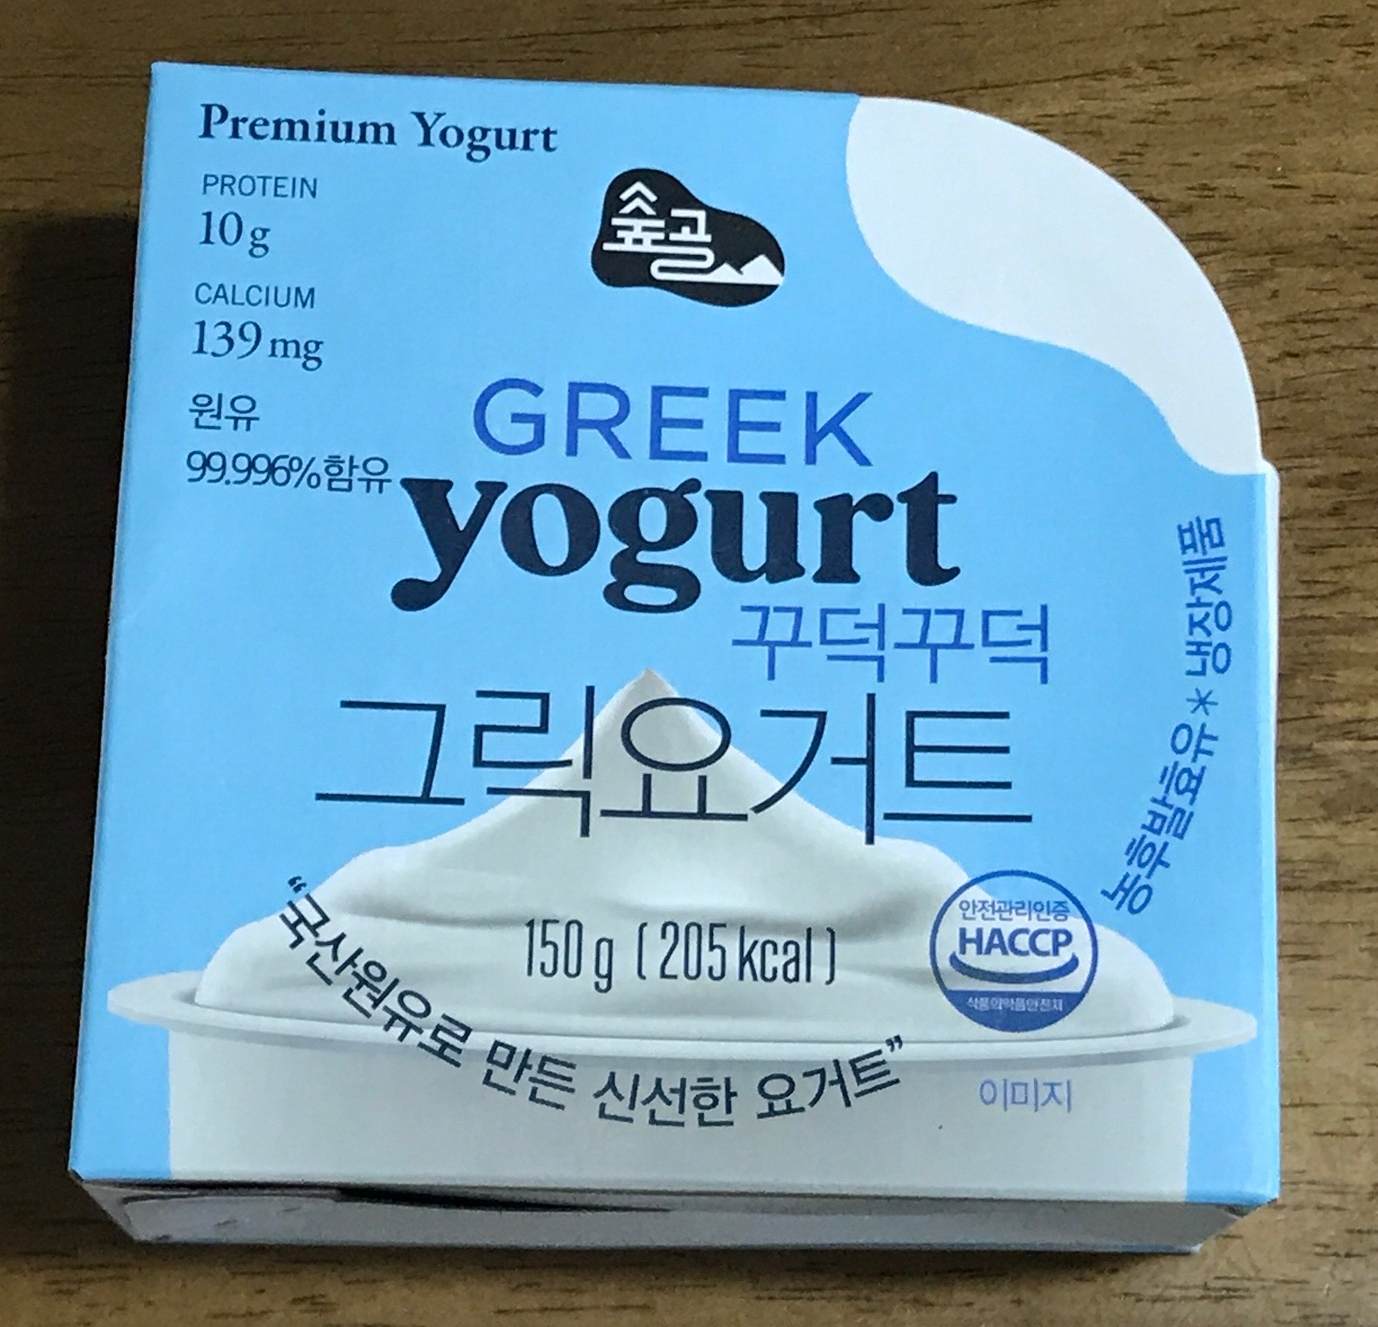 Premium Yogurt
PROTEIN
10g
CALCIUM
139mg
원유
99.996%함유
숲골
GREEK
yogurt
꾸덕꾸덕
그릭요거트
농후발효유*냉장제품
150g (205kcal)
안전관리인증
HACCP
식품의약품안전처
“국산원유로 만든 신선한 요거트”
이미지